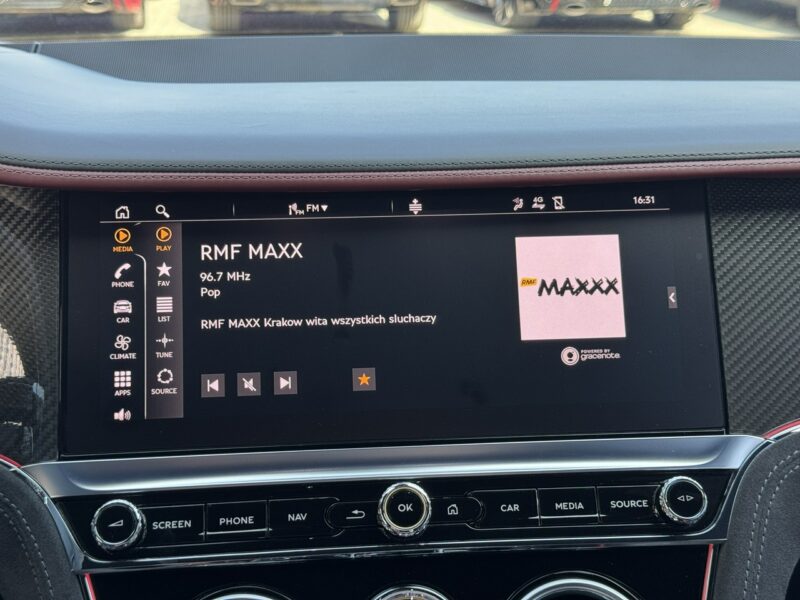 FM FM
4G
16:31
MEDIA
PLAY
PHONE
FAV
CAR
LIST
CLIMATE
TUNE
APPS
SOURCE
RMF MAXX
96.7 MHz
Pop
RMF MAXX Krakow wita wszystkich sluchaczy
RMF MAXXX
POWERED BY
gracenote
SCREEN PHONE NAV OK CAR MEDIA SOURCE